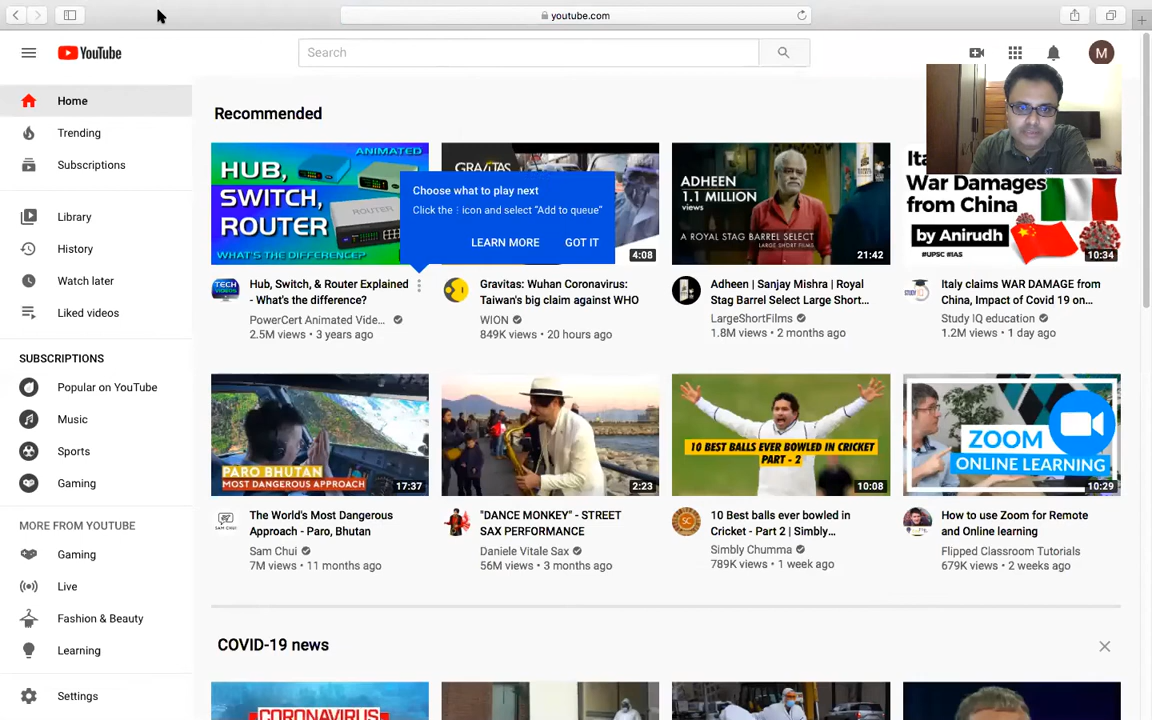 youtube.com
YouTube
Search
M
Home
Trending
Subscriptions
Library
History
Watch later
Liked videos
SUBSCRIPTIONS
Popular on YouTube
Music
Sports
Gaming
MORE FROM YOUTUBE
Gaming
Live
Fashion & Beauty
Learning
Settings
Recommended
ANIMATED
HUB,
SWITCH,
ROUTER
ROUTER
WHAT'S THE DIFFERENCE?
Choose what to play next
Click the ⋮ icon and select "Add to queue"
LEARN MORE
GOT IT
4:08
ADHEEN
1.1 MILLION
views
A ROYAL STAG BARREL SELECT
LARGE SHORT FILMS
21:42
War Damages
from China
by Anirudh
#UPSC #IAS
10:34
Hub, Switch, & Router Explained
- What's the difference?
PowerCert Animated Vide...
2.5M views • 3 years ago
Gravitas: Wuhan Coronavirus:
Taiwan's big claim against WHO
WION
849K views • 20 hours ago
Adheen | Sanjay Mishra | Royal
Stag Barrel Select Large Short...
LargeShortFilms
1.8M views • 2 months ago
Italy claims WAR DAMAGE from
China, Impact of Covid 19 on...
Study IQ education
1.2M views • 1 day ago
PARO BHUTAN
MOST DANGEROUS APPROACH
17:37
2:23
10 BEST BALLS EVER BOWLED IN CRICKET
PART - 2
10:08
ZOOM
ONLINE LEARNING
10:29
The World's Most Dangerous
Approach - Paro, Bhutan
Sam Chui
7M views • 11 months ago
"DANCE MONKEY" - STREET
SAX PERFORMANCE
Daniele Vitale Sax
56M views • 3 months ago
10 Best balls ever bowled in
Cricket - Part 2 | Simbly...
Simbly Chumma
789K views • 1 week ago
How to use Zoom for Remote
and Online learning
Flipped Classroom Tutorials
679K views • 2 weeks ago
COVID-19 news
CORONAVIRUS